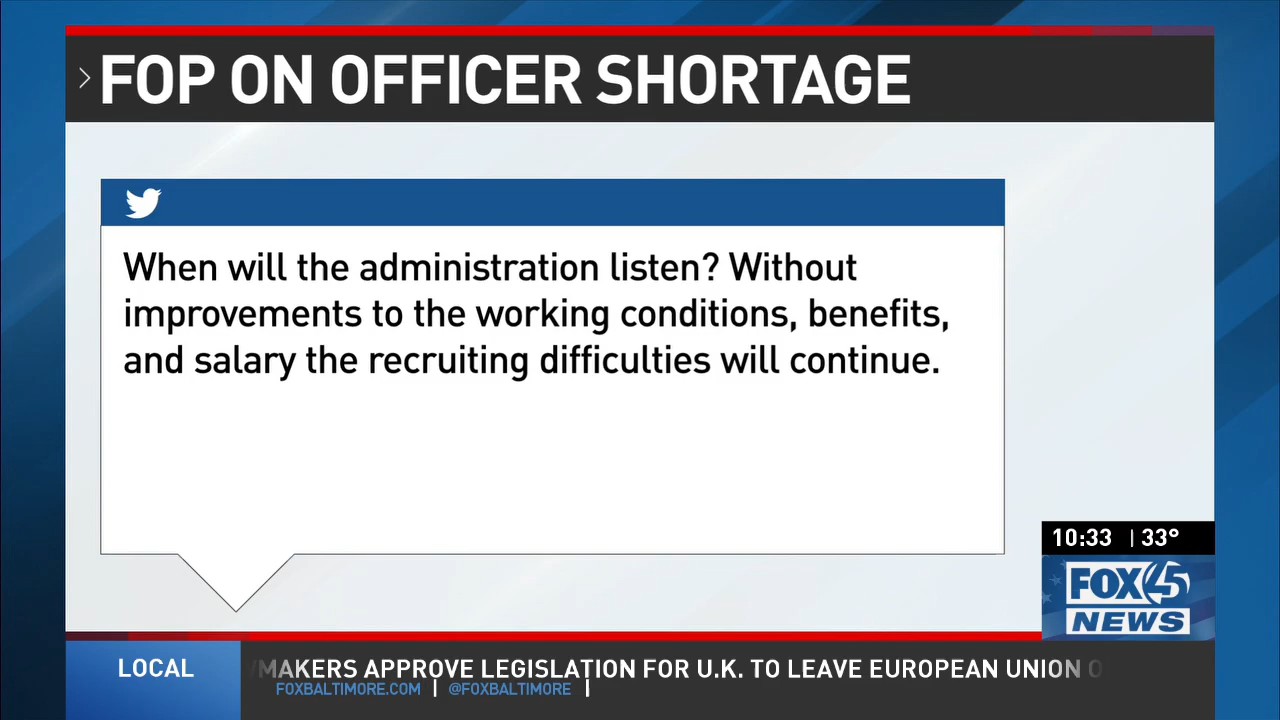 FOP ON OFFICER SHORTAGE
When will the administration listen? Without
improvements to the working conditions, benefits,
and salary the recruiting difficulties will continue.
10:33 | 33°
FOX45
NEWS
LOCAL
MAKERS APPROVE LEGISLATION FOR U.K. TO LEAVE EUROPEAN UNION
FOXBALTIMORE.COM | @FOXBALTIMORE |